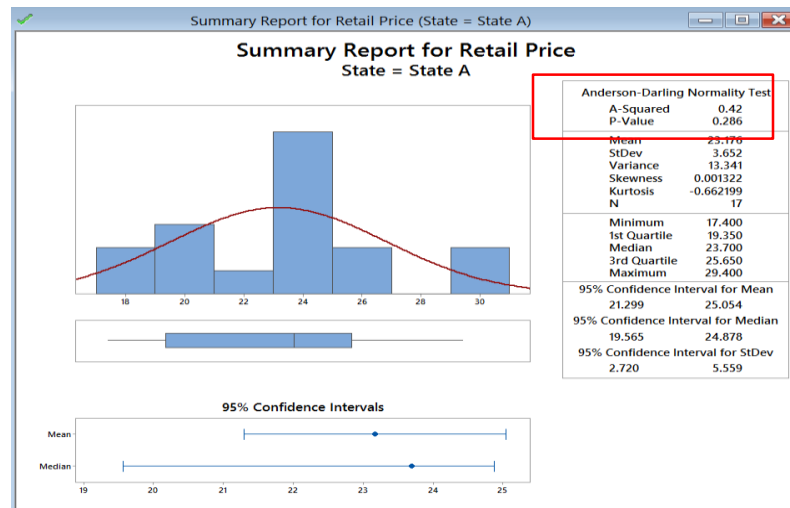 Summary Report for Retail Price (State = State A)
Summary Report for Retail Price
State = State A
18 20 22 24 26 28 30
Anderson-Darling Normality Test
A-Squared 0.42
P-Value 0.286
Mean 23.176
StDev 3.652
Variance 13.341
Skewness 0.001322
Kurtosis -0.662199
N 17
Minimum 17.400
1st Quartile 19.350
Median 23.700
3rd Quartile 25.650
Maximum 29.400
95% Confidence Interval for Mean
21.299 25.054
95% Confidence Interval for Median
19.565 24.878
95% Confidence Interval for StDev
2.720 5.559
95% Confidence Intervals
Mean
Median
19 20 21 22 23 24 25